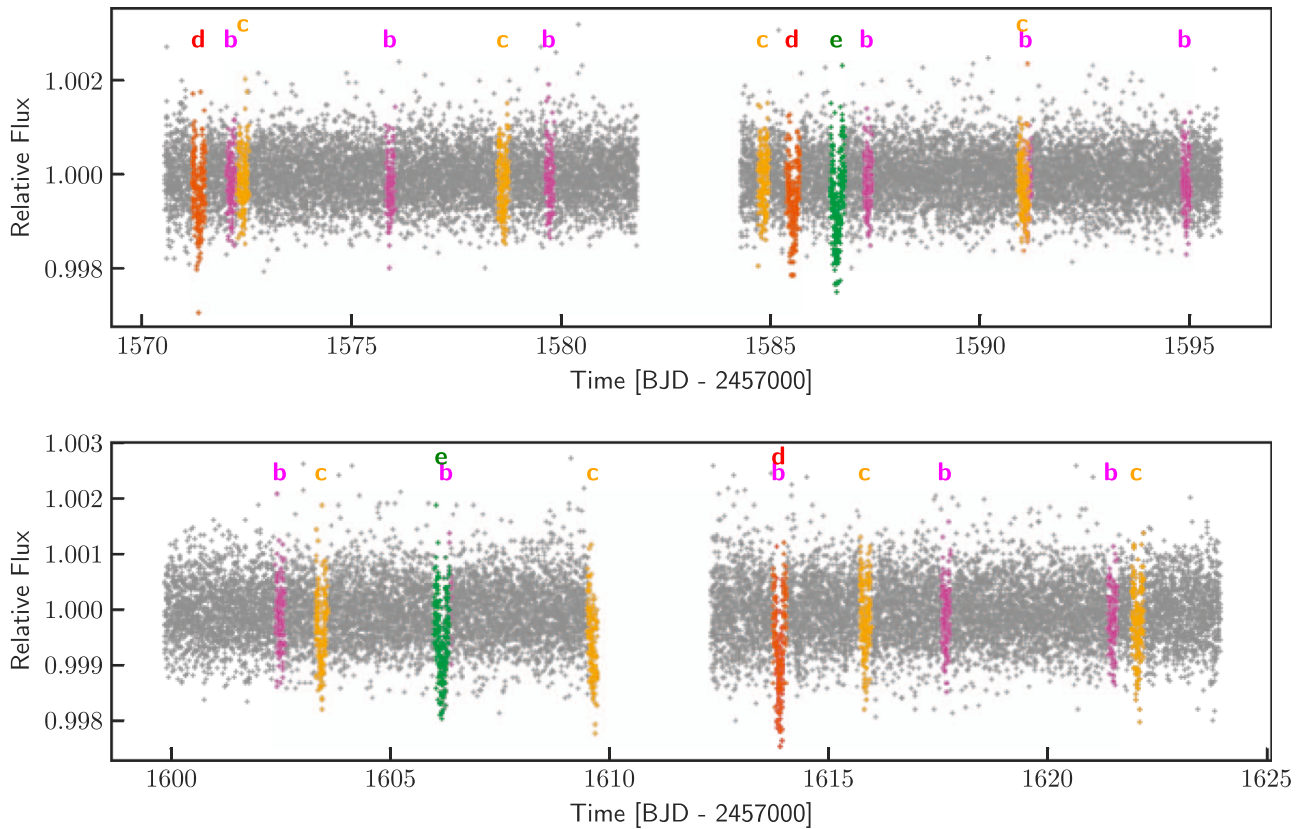 c c
d b b c b c d e b b b
1.002
1.000
0.998
Relative Flux
1570 1575 1580 1585 1590 1595
Time [BJD - 2457000]
1.003
e d
b c b c b c b b c
1.002
1.001
1.000
0.999
0.998
Relative Flux
1600 1605 1610 1615 1620 1625
Time [BJD - 2457000]